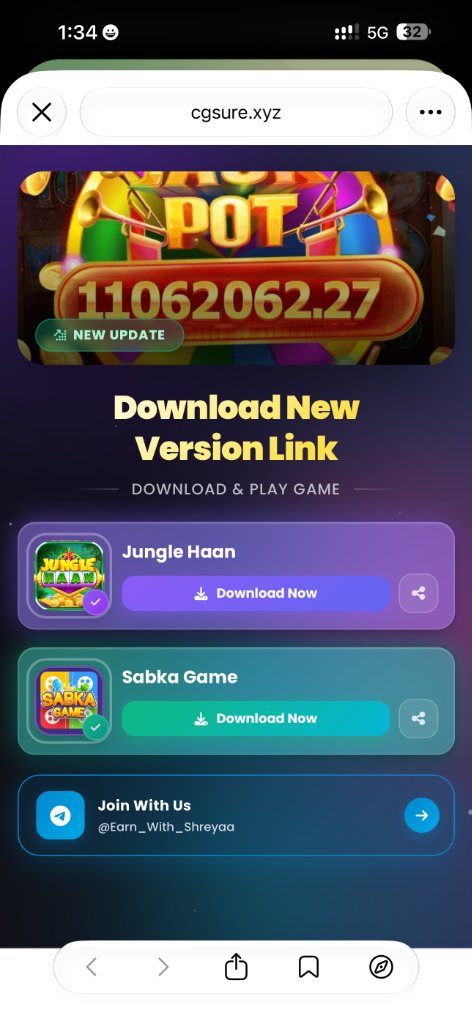 1:34
5G
32
cgsure.xyz
JACK
POT
11062062.27
NEW UPDATE
Download New
Version Link
DOWNLOAD & PLAY GAME
JUNGLE
HAAN
Jungle Haan
Download Now
SABKA
GAME
Sabka Game
Download Now
Join With Us
@Earn_With_Shreyaa